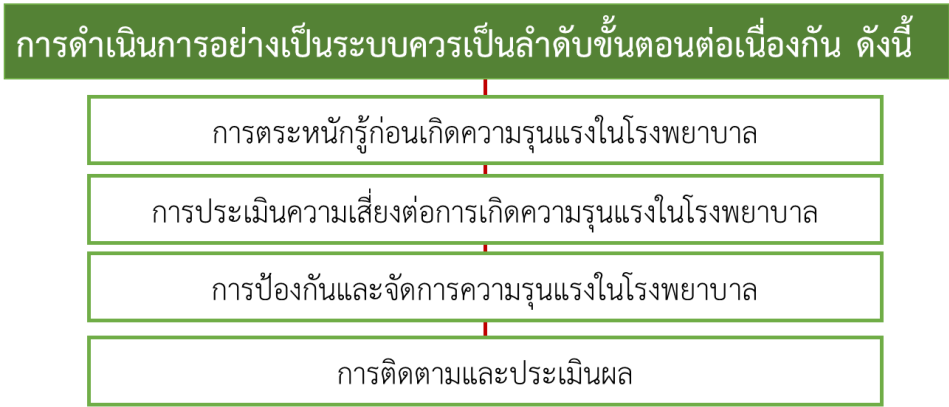 การดำเนินการอย่างเป็นระบบควรเป็นลำดับขั้นตอนต่อเนื่องกัน ดังนี้
การตระหนักรู้ก่อนเกิดความรุนแรงในโรงพยาบาล
การประเมินความเสี่ยงต่อการเกิดความรุนแรงในโรงพยาบาล
การป้องกันและจัดการความรุนแรงในโรงพยาบาล
การติดตามและประเมินผล